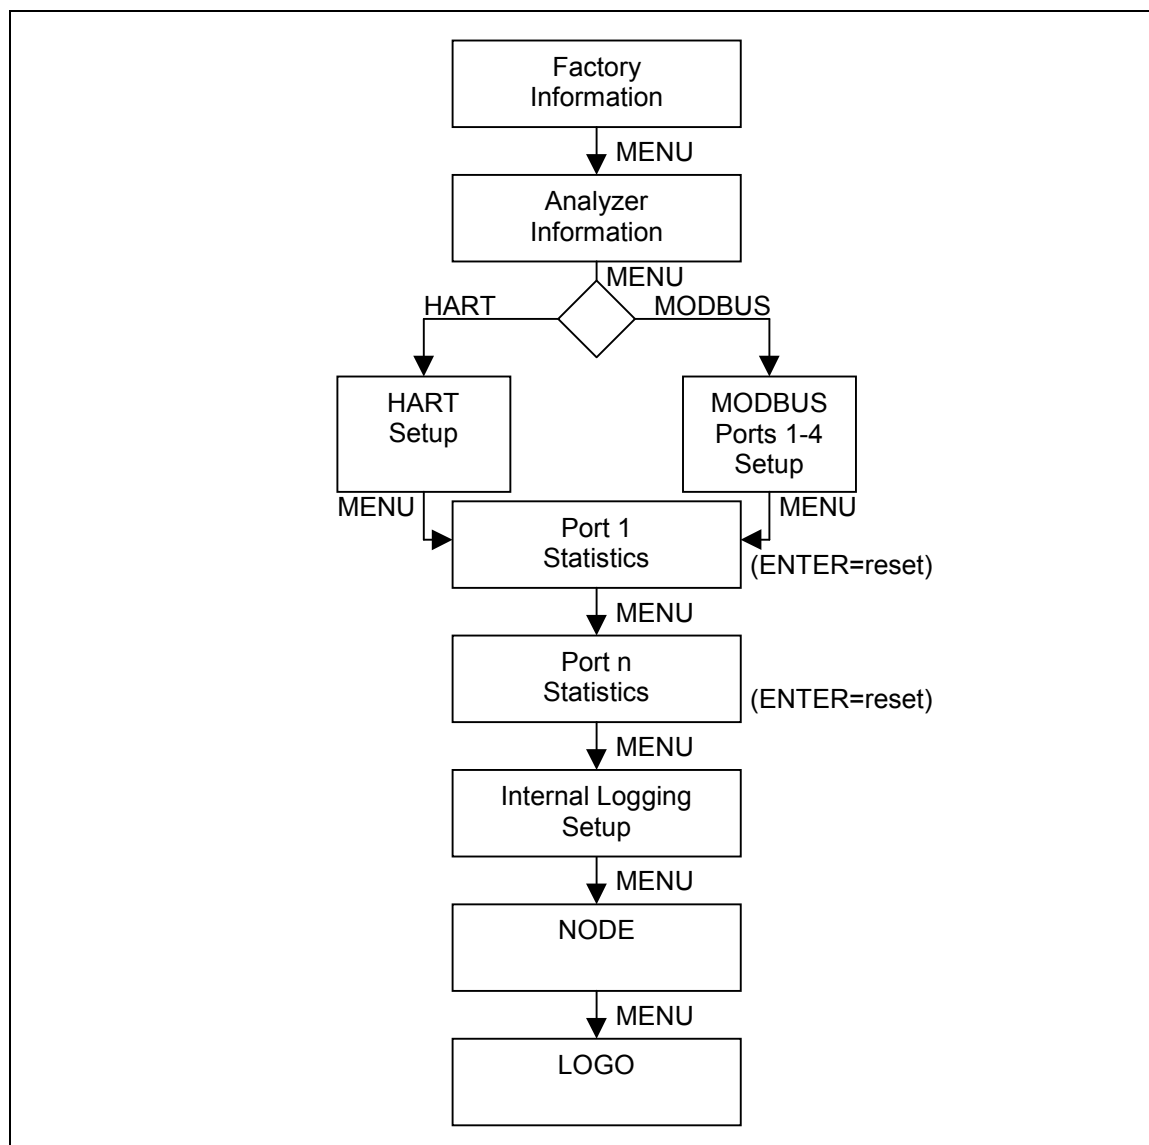 Factory
Information
MENU
Analyzer
Information
MENU
HART
MODBUS
HART
Setup
MODBUS
Ports 1-4
Setup
MENU
MENU
Port 1
Statistics
(ENTER=reset)
MENU
Port n
Statistics
(ENTER=reset)
MENU
Internal Logging
Setup
MENU
NODE
MENU
LOGO